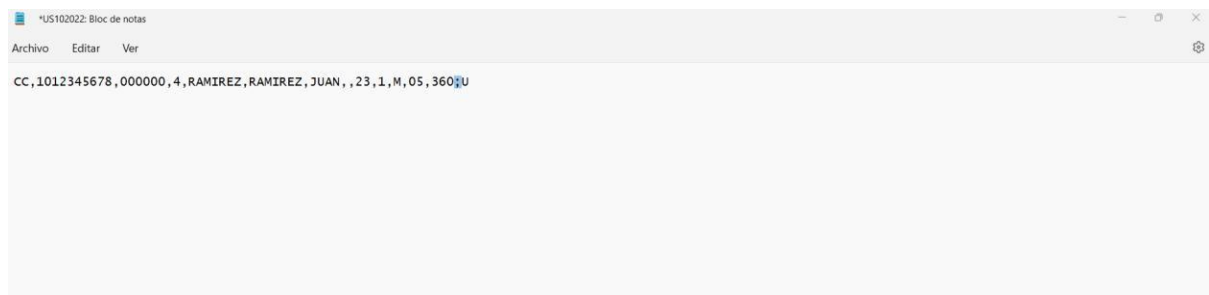 *US102022: Bloc de notas
Archivo Editar Ver
CC,1012345678,000000,4,RAMIREZ,RAMIREZ,JUAN,,23,1,M,05,360;U